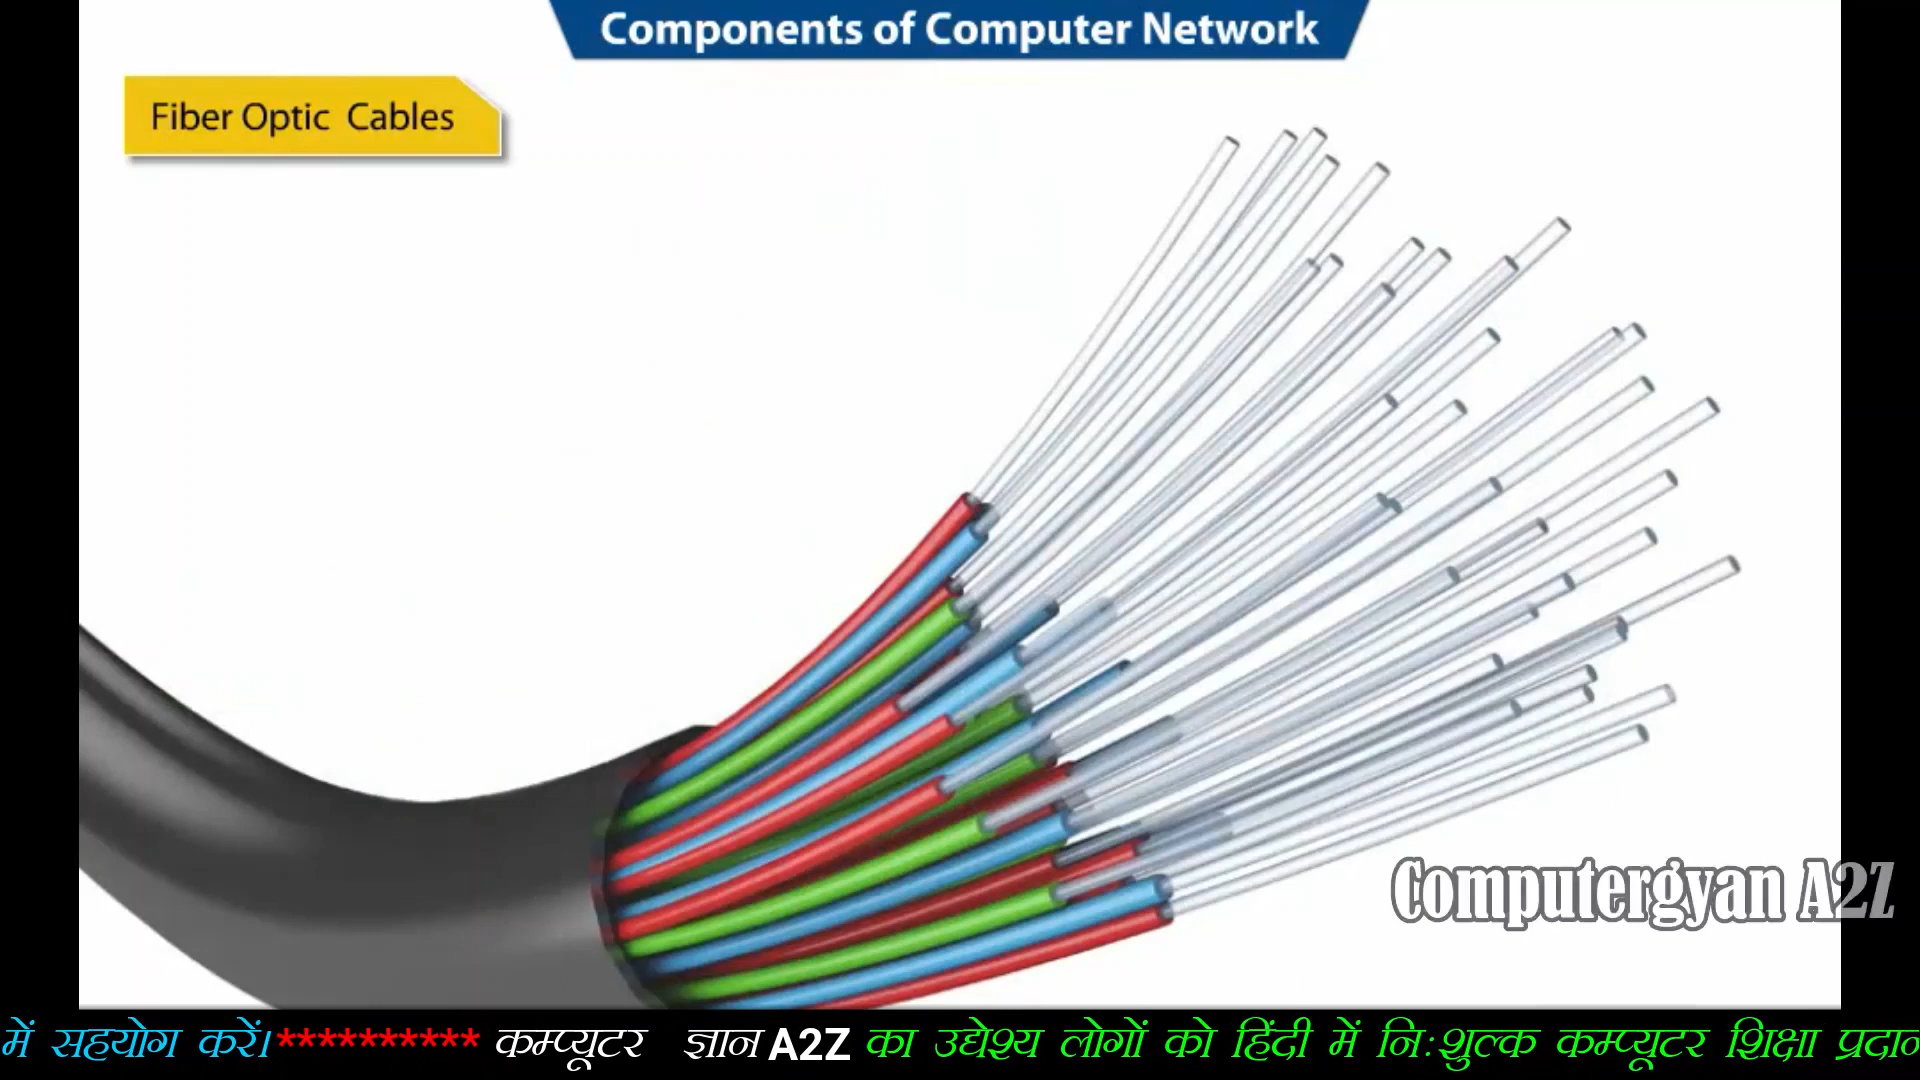 Components of Computer Network
Fiber Optic Cables
Computergyan A2Z
में सहयोग करें।********** कम्प्यूटर ज्ञान A2Z का उद्येश्य लोगों को हिंदी में निःशुल्क कम्प्यूटर शिक्षा प्रदान